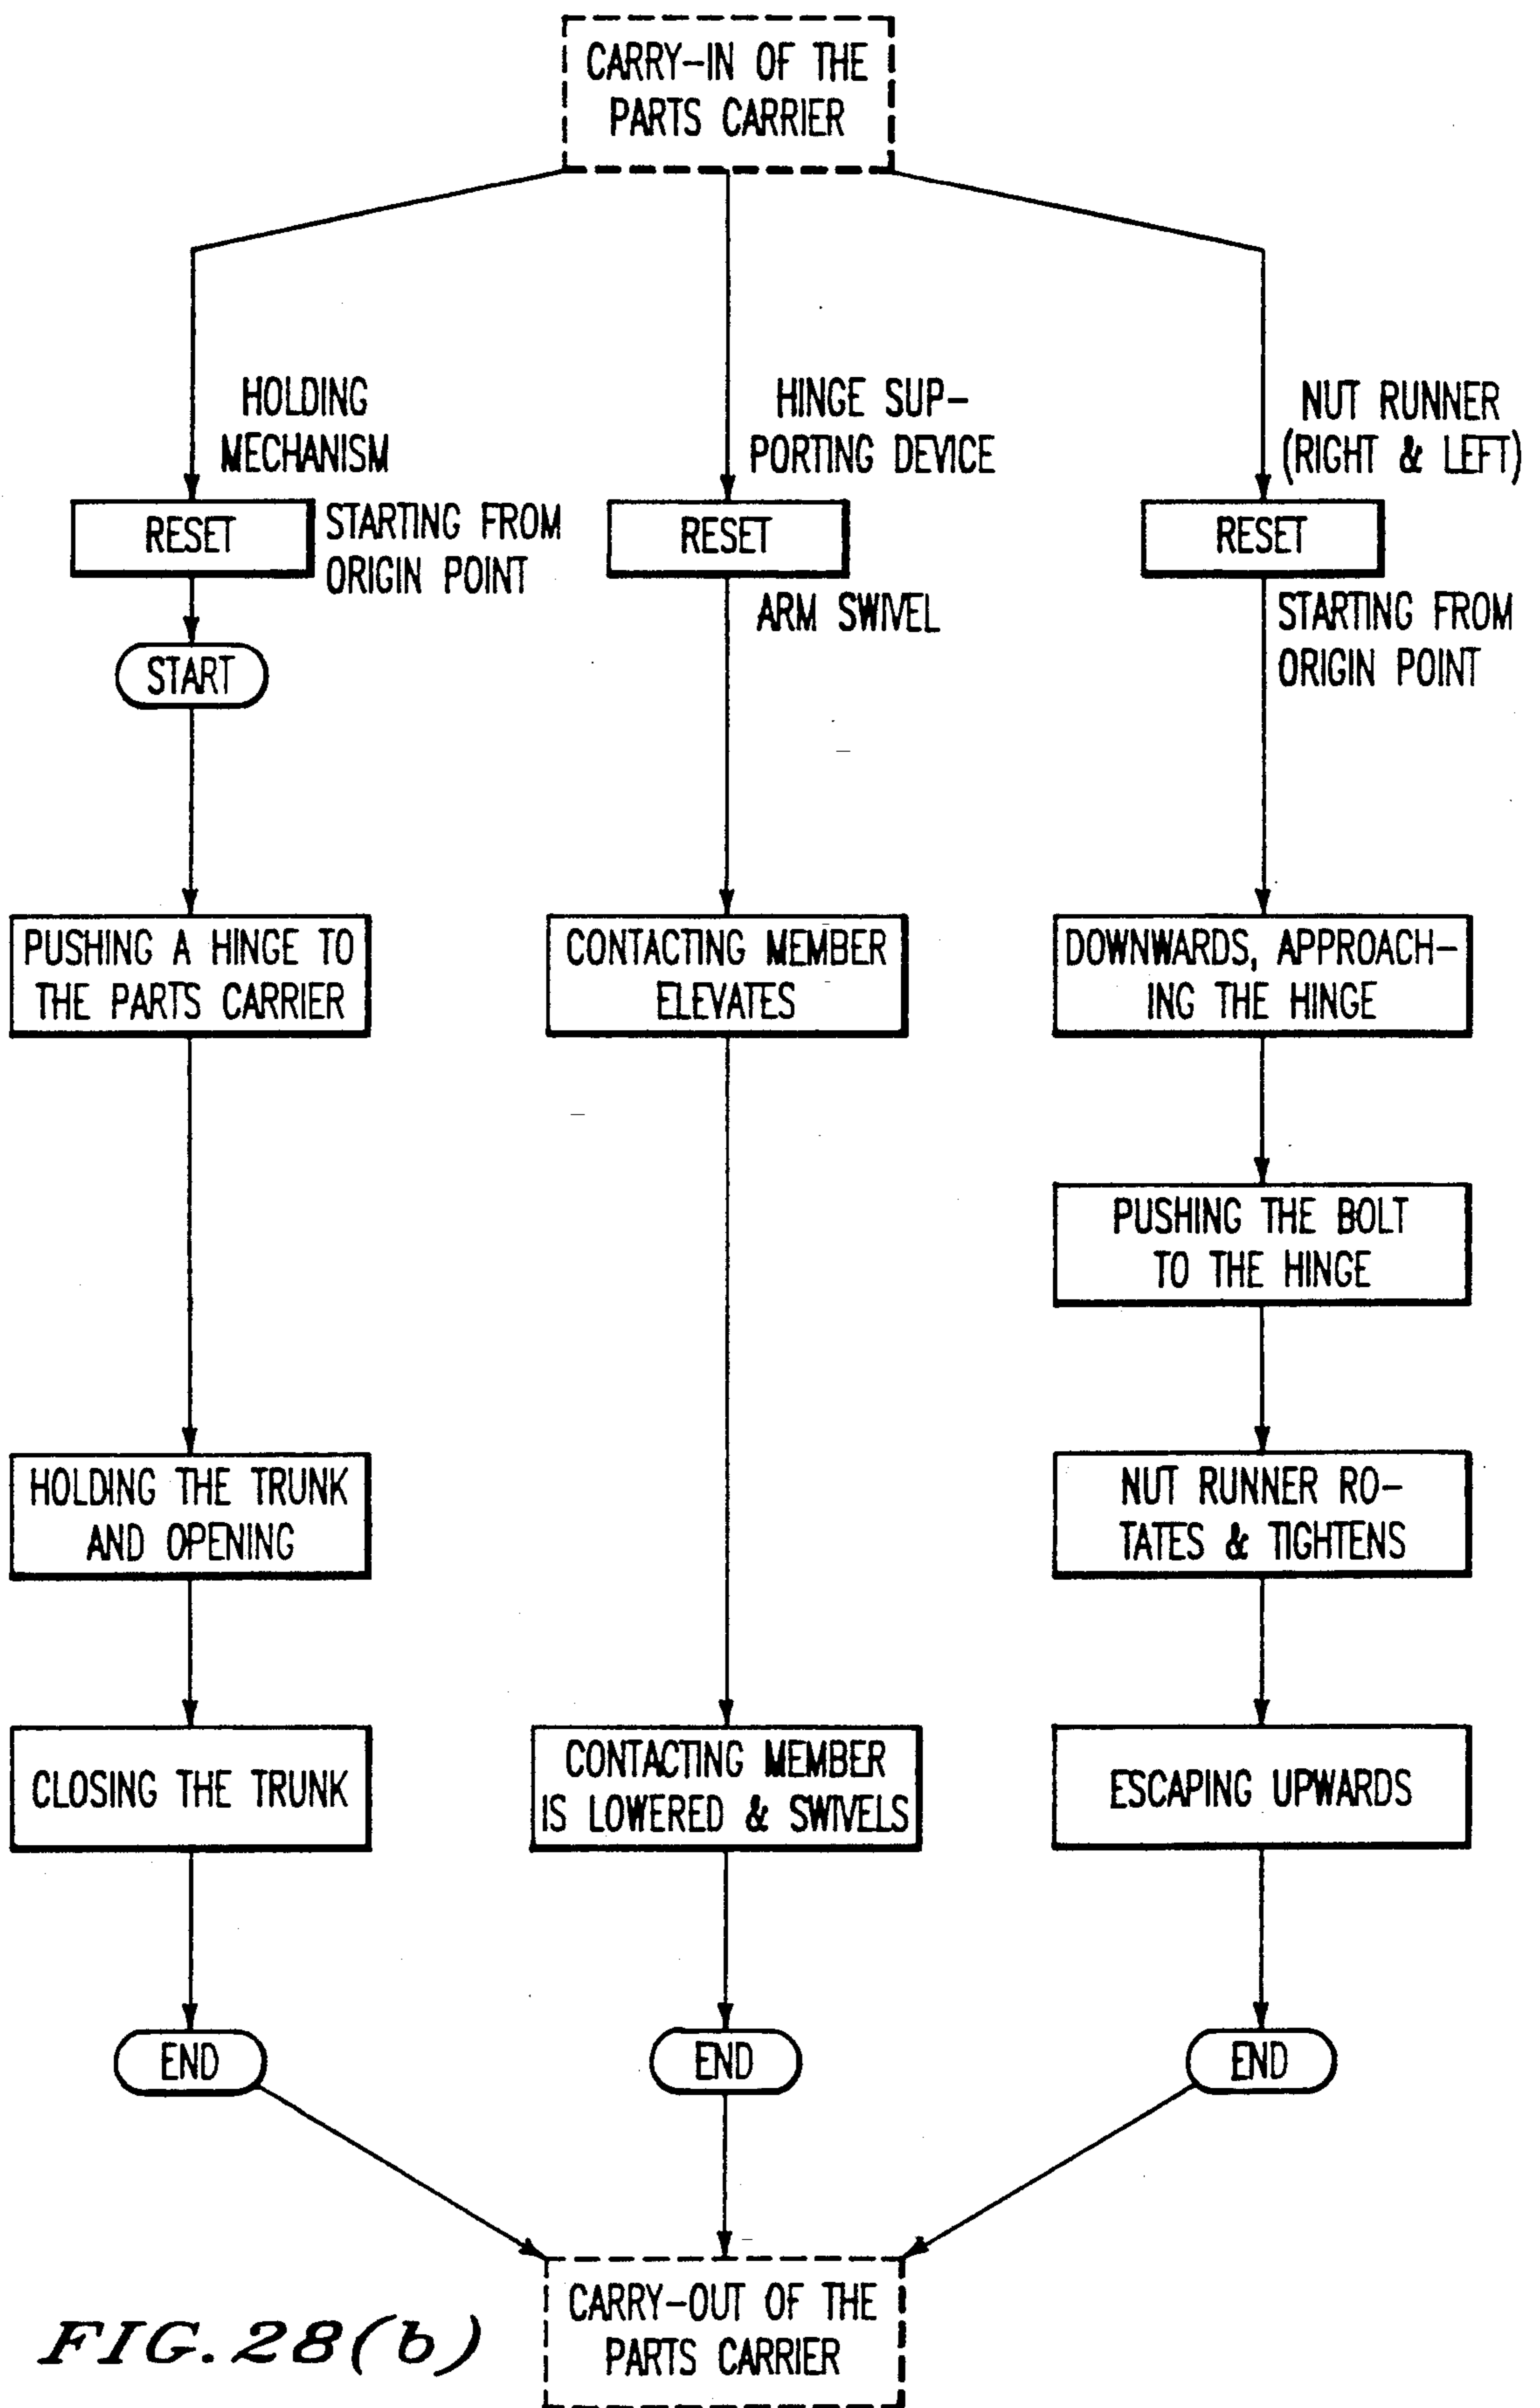 CARRY-IN OF THE
PARTS CARRIER
HOLDING
MECHANISM
HINGE SUP-
PORTING DEVICE
NUT RUNNER
(RIGHT & LEFT)
RESET
STARTING FROM
ORIGIN POINT
RESET
RESET
START
ARM SWIVEL
STARTING FROM
ORIGIN POINT
PUSHING A HINGE TO
THE PARTS CARRIER
CONTACTING MEMBER
ELEVATES
DOWNWARDS, APPROACH-
ING THE HINGE
PUSHING THE BOLT
TO THE HINGE
HOLDING THE TRUNK
AND OPENING
NUT RUNNER RO-
TATES & TIGHTENS
CLOSING THE TRUNK
CONTACTING MEMBER
IS LOWERED & SWIVELS
ESCAPING UPWARDS
END
END
END
CARRY-OUT OF THE
PARTS CARRIER
FIG. 28(b)